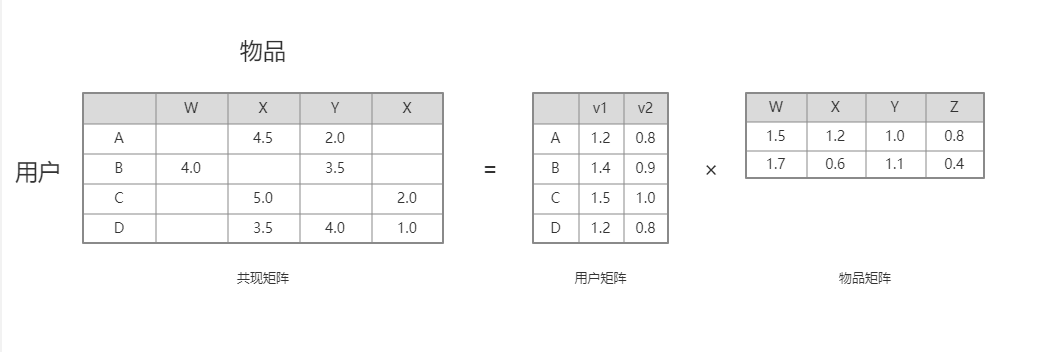 物品
用户
W X Y X
A 4.5 2.0
B 4.0 3.5
C 5.0 2.0
D 3.5 4.0 1.0
共现矩阵
=
v1 v2
A 1.2 0.8
B 1.4 0.9
C 1.5 1.0
D 1.2 0.8
用户矩阵
×
W X Y Z
1.5 1.2 1.0 0.8
1.7 0.6 1.1 0.4
物品矩阵